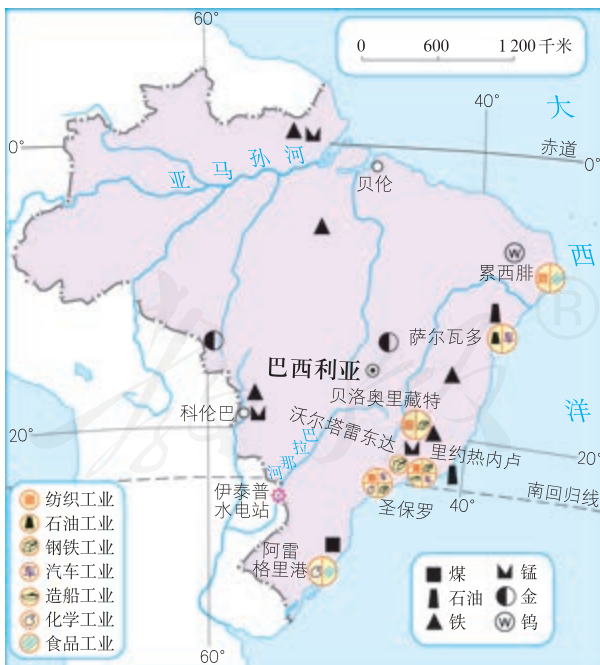 60°
0 600 1 200 千米
40°
大
赤道
0°
0°
亚马孙河
贝伦
W
西
累西腓
萨尔瓦多
巴西利亚
贝洛奥里藏特
洋
科伦巴
沃尔塔雷东达
20°
巴拉那河
里约热内卢
20°
伊泰普
水电站
南回归线
圣保罗
40°
纺织工业
石油工业
钢铁工业
汽车工业
造船工业
化学工业
食品工业
阿雷
格里港
煤
锰
石油
金
铁
W 钨
60°
®